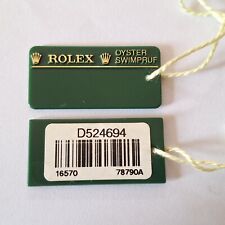 ROLEX OYSTER
SWIMPRUF
D524694
16570 78790A